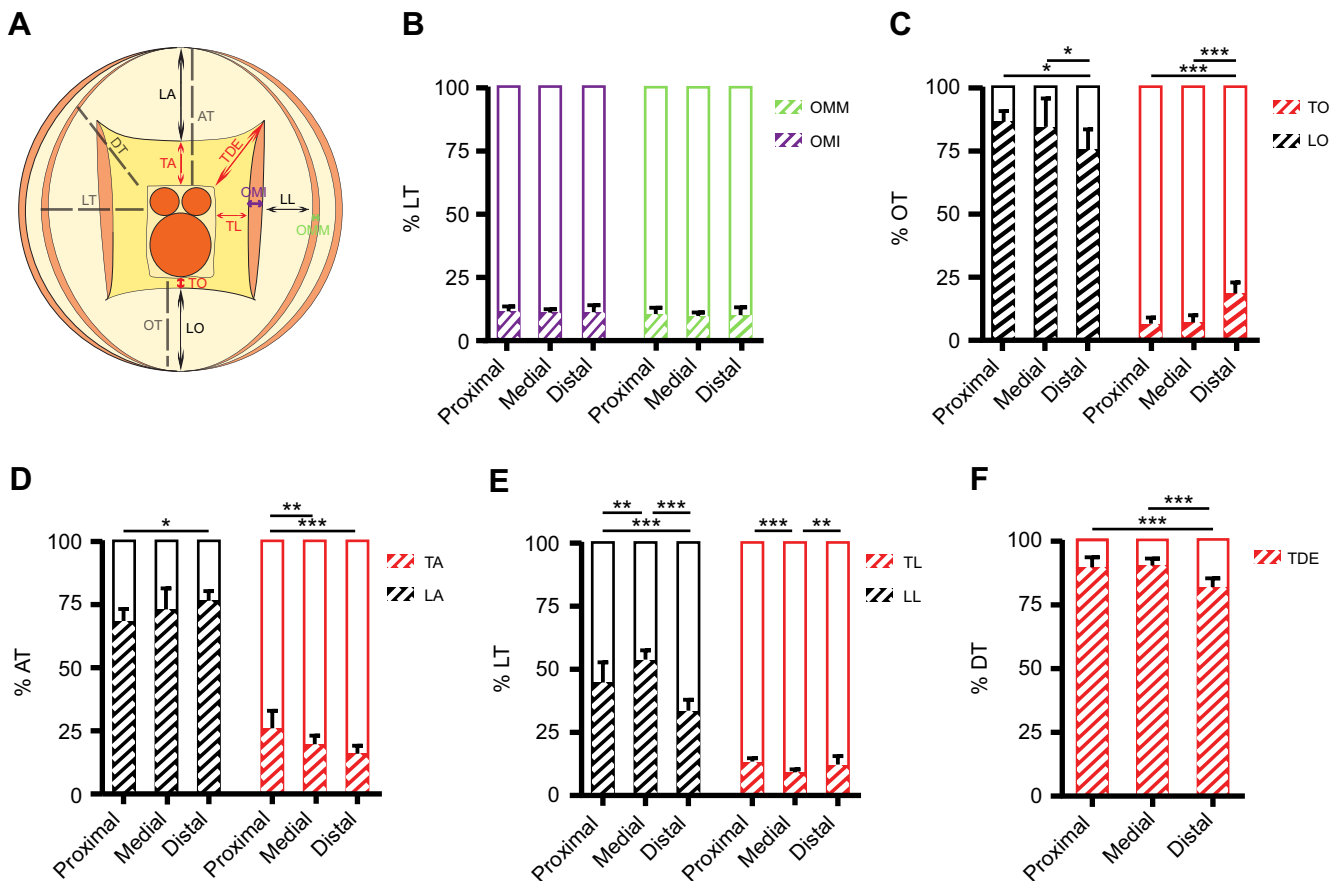 A
LA
AT
DT
TA
TDE
LT
OMI
LL
TL
OMM
TO
OT
LO
B
% LT
100
75
50
25
0
Proximal
Medial
Distal
Proximal
Medial
Distal
OMM
OMI
C
% OT
* ***
* ***
100
75
50
25
0
Proximal
Medial
Distal
Proximal
Medial
Distal
TO
LO
D
% AT
**
* ***
100
75
50
25
0
Proximal
Medial
Distal
Proximal
Medial
Distal
TA
LA
E
% LT
** ***
*** *** **
100
75
50
25
0
Proximal
Medial
Distal
Proximal
Medial
Distal
TL
LL
F
% DT
***
***
100
75
50
25
0
Proximal
Medial
Distal
TDE